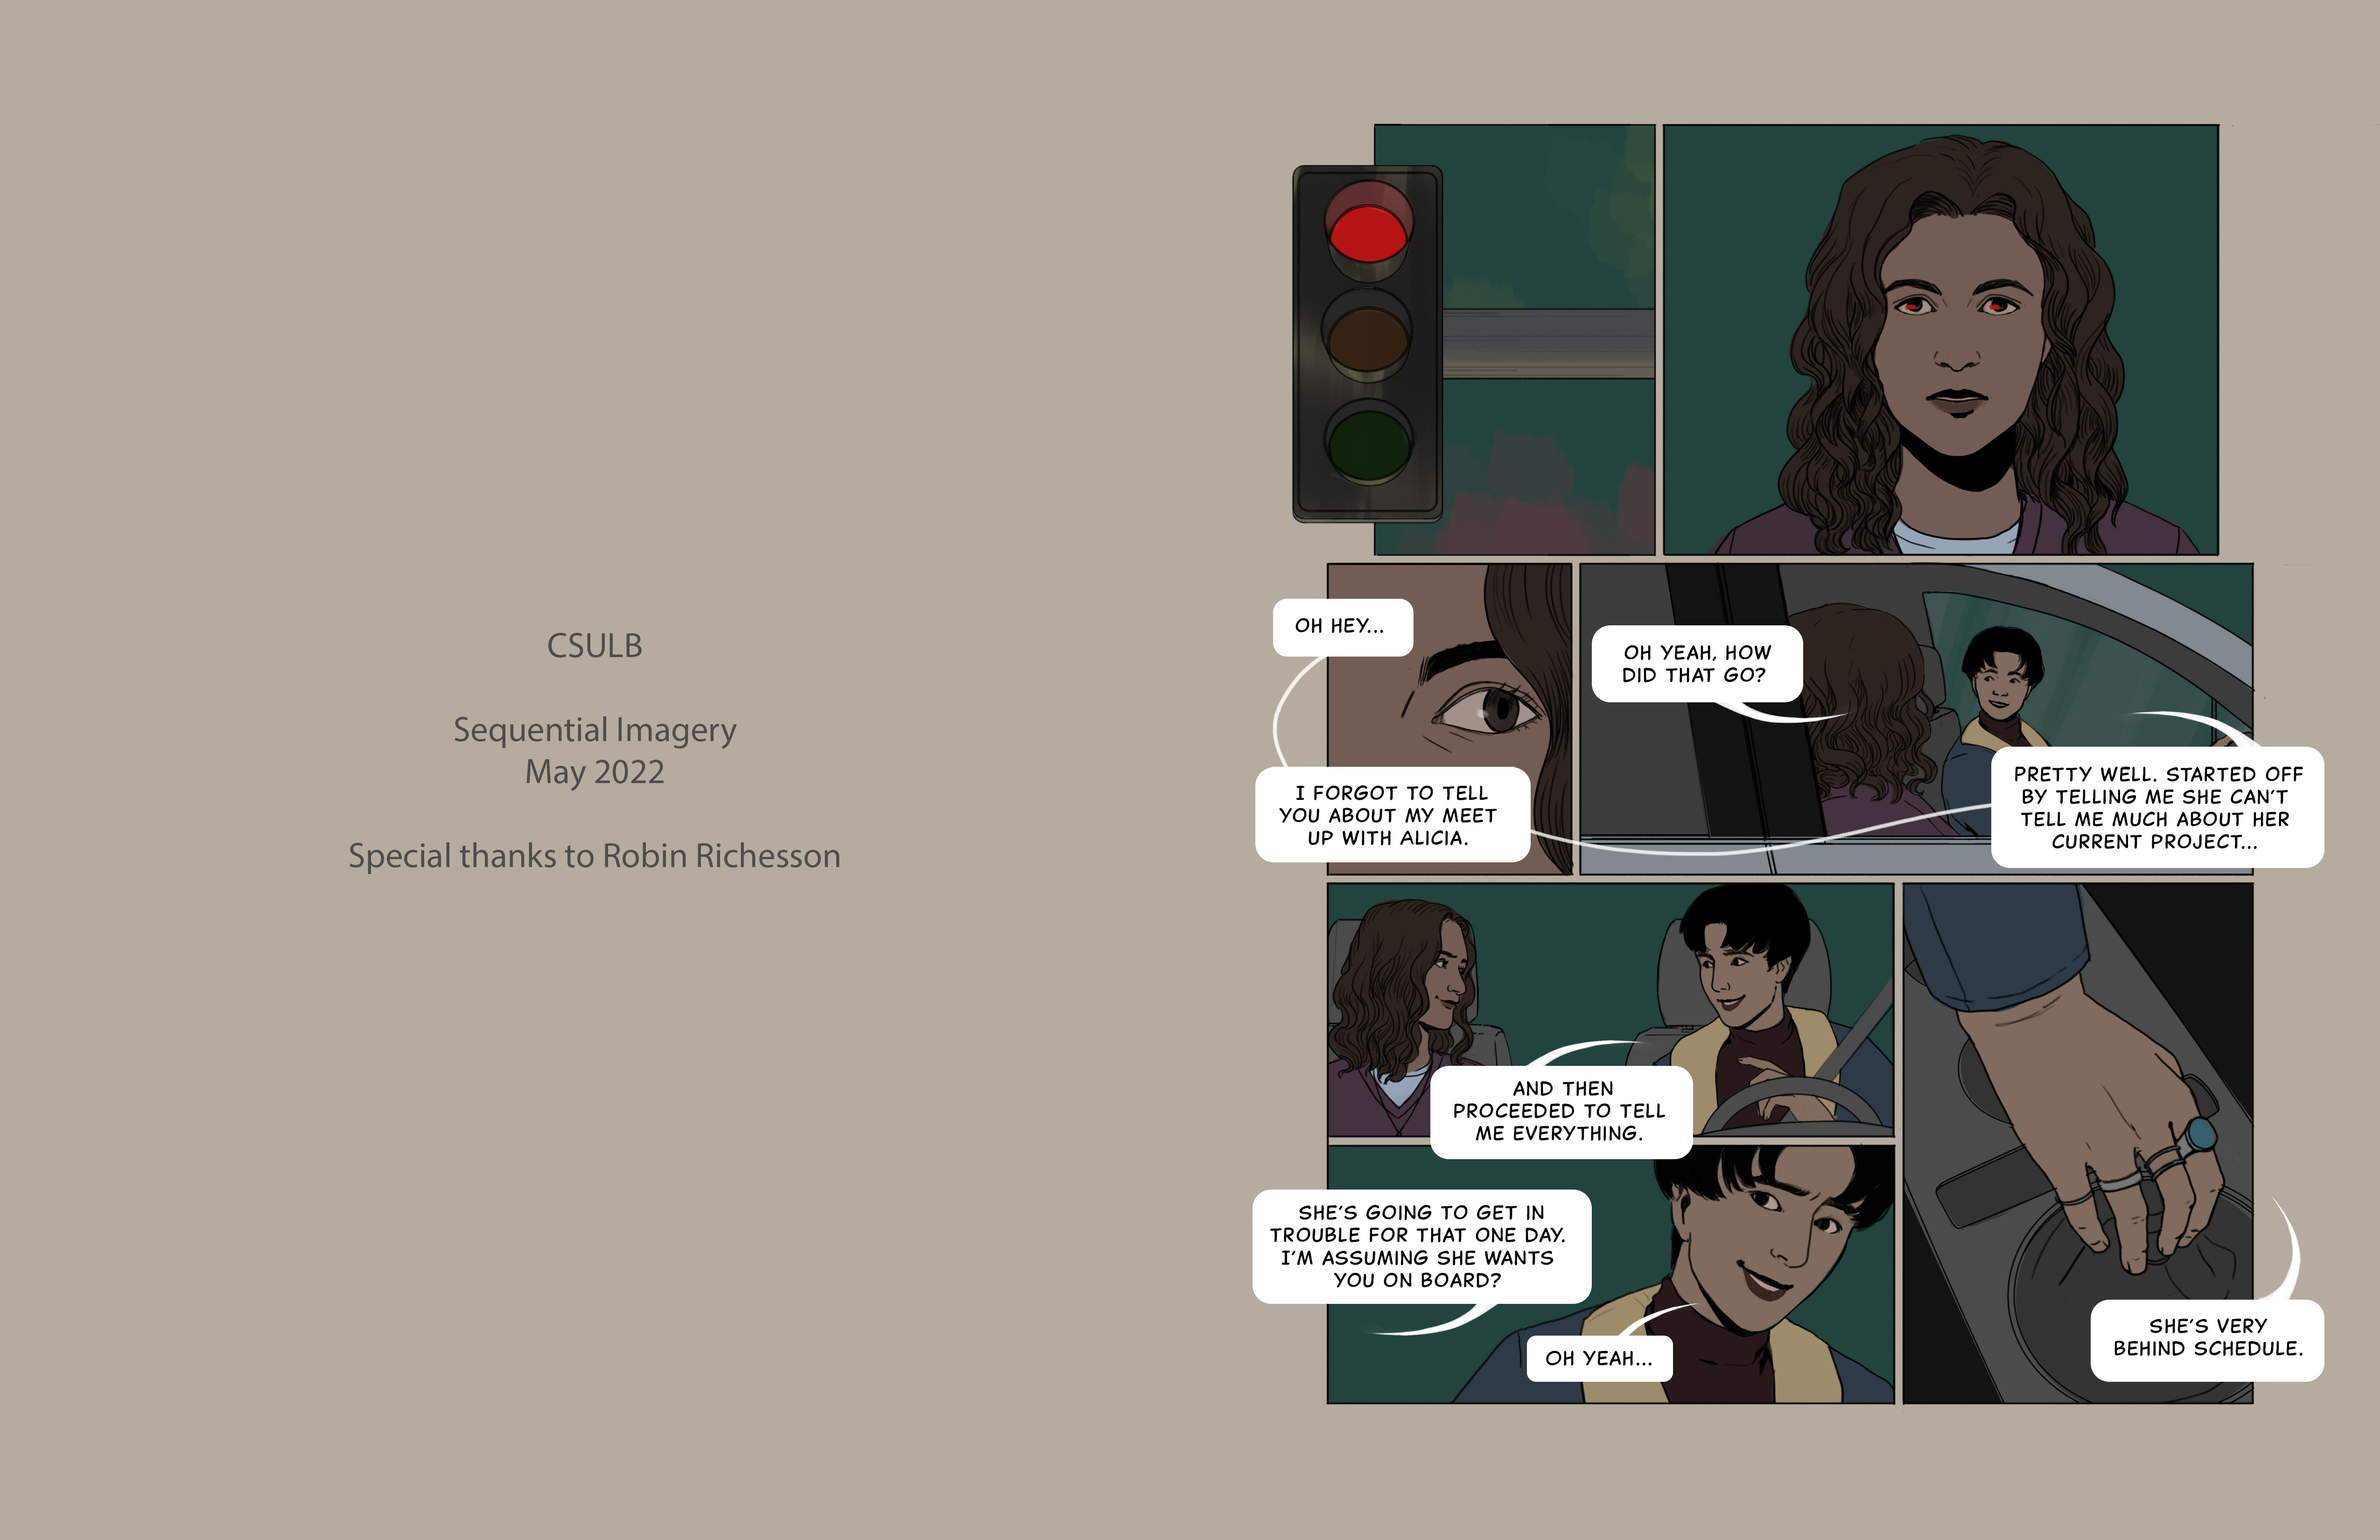 CSULB
Sequential Imagery
May 2022
Special thanks to Robin Richesson
OH HEY...
I FORGOT TO TELL
YOU ABOUT MY MEET
UP WITH ALICIA.
OH YEAH, HOW
DID THAT GO?
PRETTY WELL. STARTED OFF
BY TELLING ME SHE CAN'T
TELL ME MUCH ABOUT HER
CURRENT PROJECT...
AND THEN
PROCEEDED TO TELL
ME EVERYTHING.
SHE'S GOING TO GET IN
TROUBLE FOR THAT ONE DAY.
I'M ASSUMING SHE WANTS
YOU ON BOARD?
OH YEAH...
SHE'S VERY
BEHIND SCHEDULE.